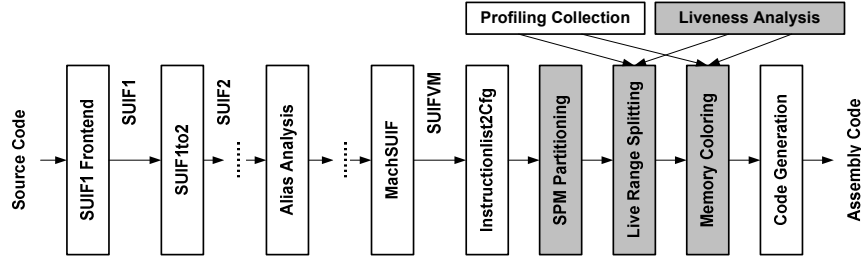 Profiling Collection
Liveness Analysis
Source Code
SUIF1 Frontend
SUIF1
SUIF1to2
SUIF2
Alias Analysis
MachSUIF
SUIFVM
Instructionlist2Cfg
SPM Partitioning
Live Range Splitting
Memory Coloring
Code Generation
Assembly Code